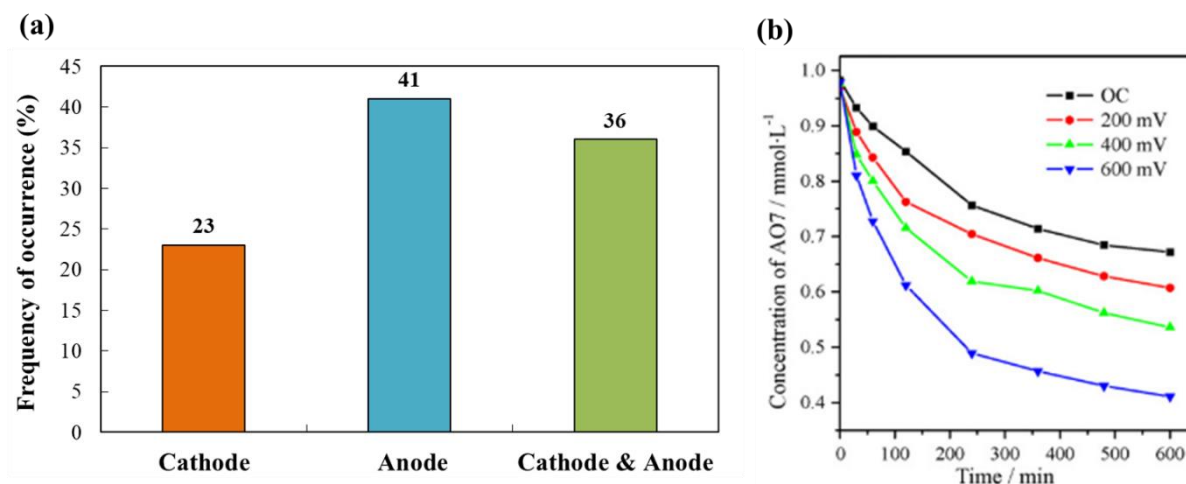 (a)
Frequency of occurrence (%)
45
40
35
30
25
20
15
10
5
0
23
41
36
Cathode
Anode
Cathode & Anode
(b)
Concentration of AO7 / mmol·L⁻¹
1.0
0.9
0.8
0.7
0.6
0.5
0.4
OC
200 mV
400 mV
600 mV
0 100 200 300 400 500 600
Time / min